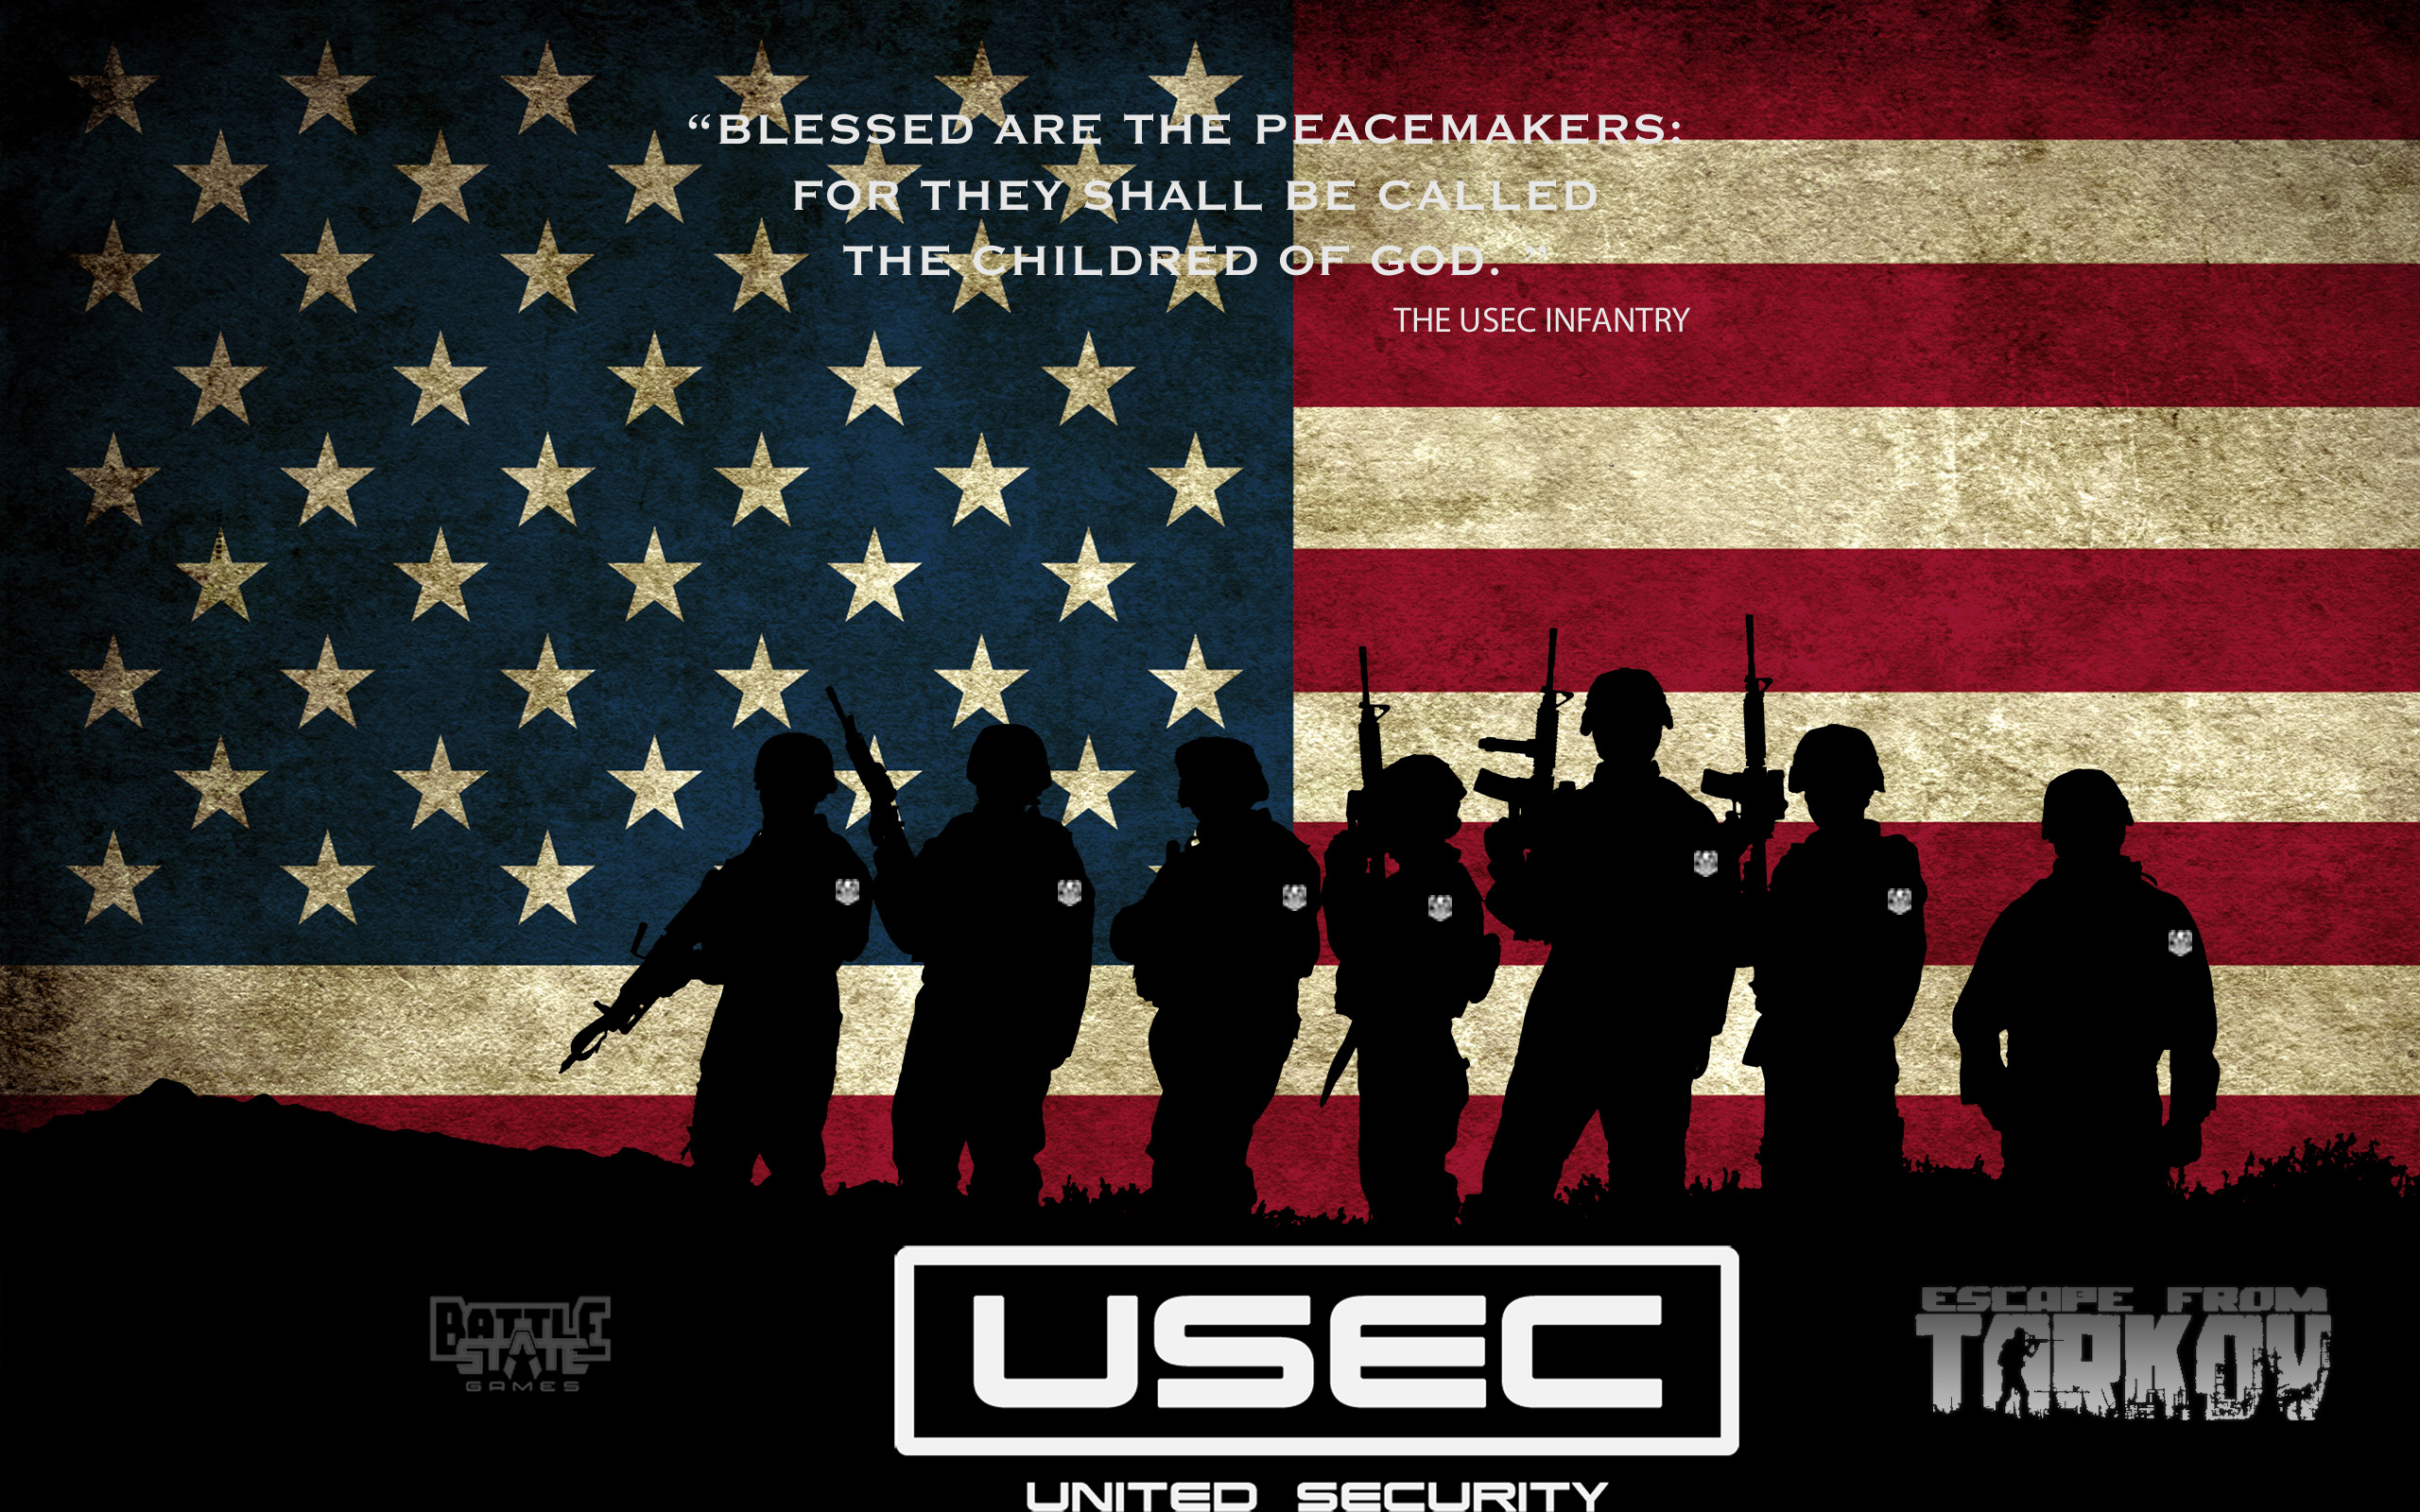 “BLESSED ARE THE PEACEMAKERS:
FOR THEY SHALL BE CALLED
THE CHILDRED OF GOD. ”
THE USEC INFANTRY
BATTLE
STATE
GAMES
USEC
UNITED SECURITY
ESCAPE FROM
TARKOV